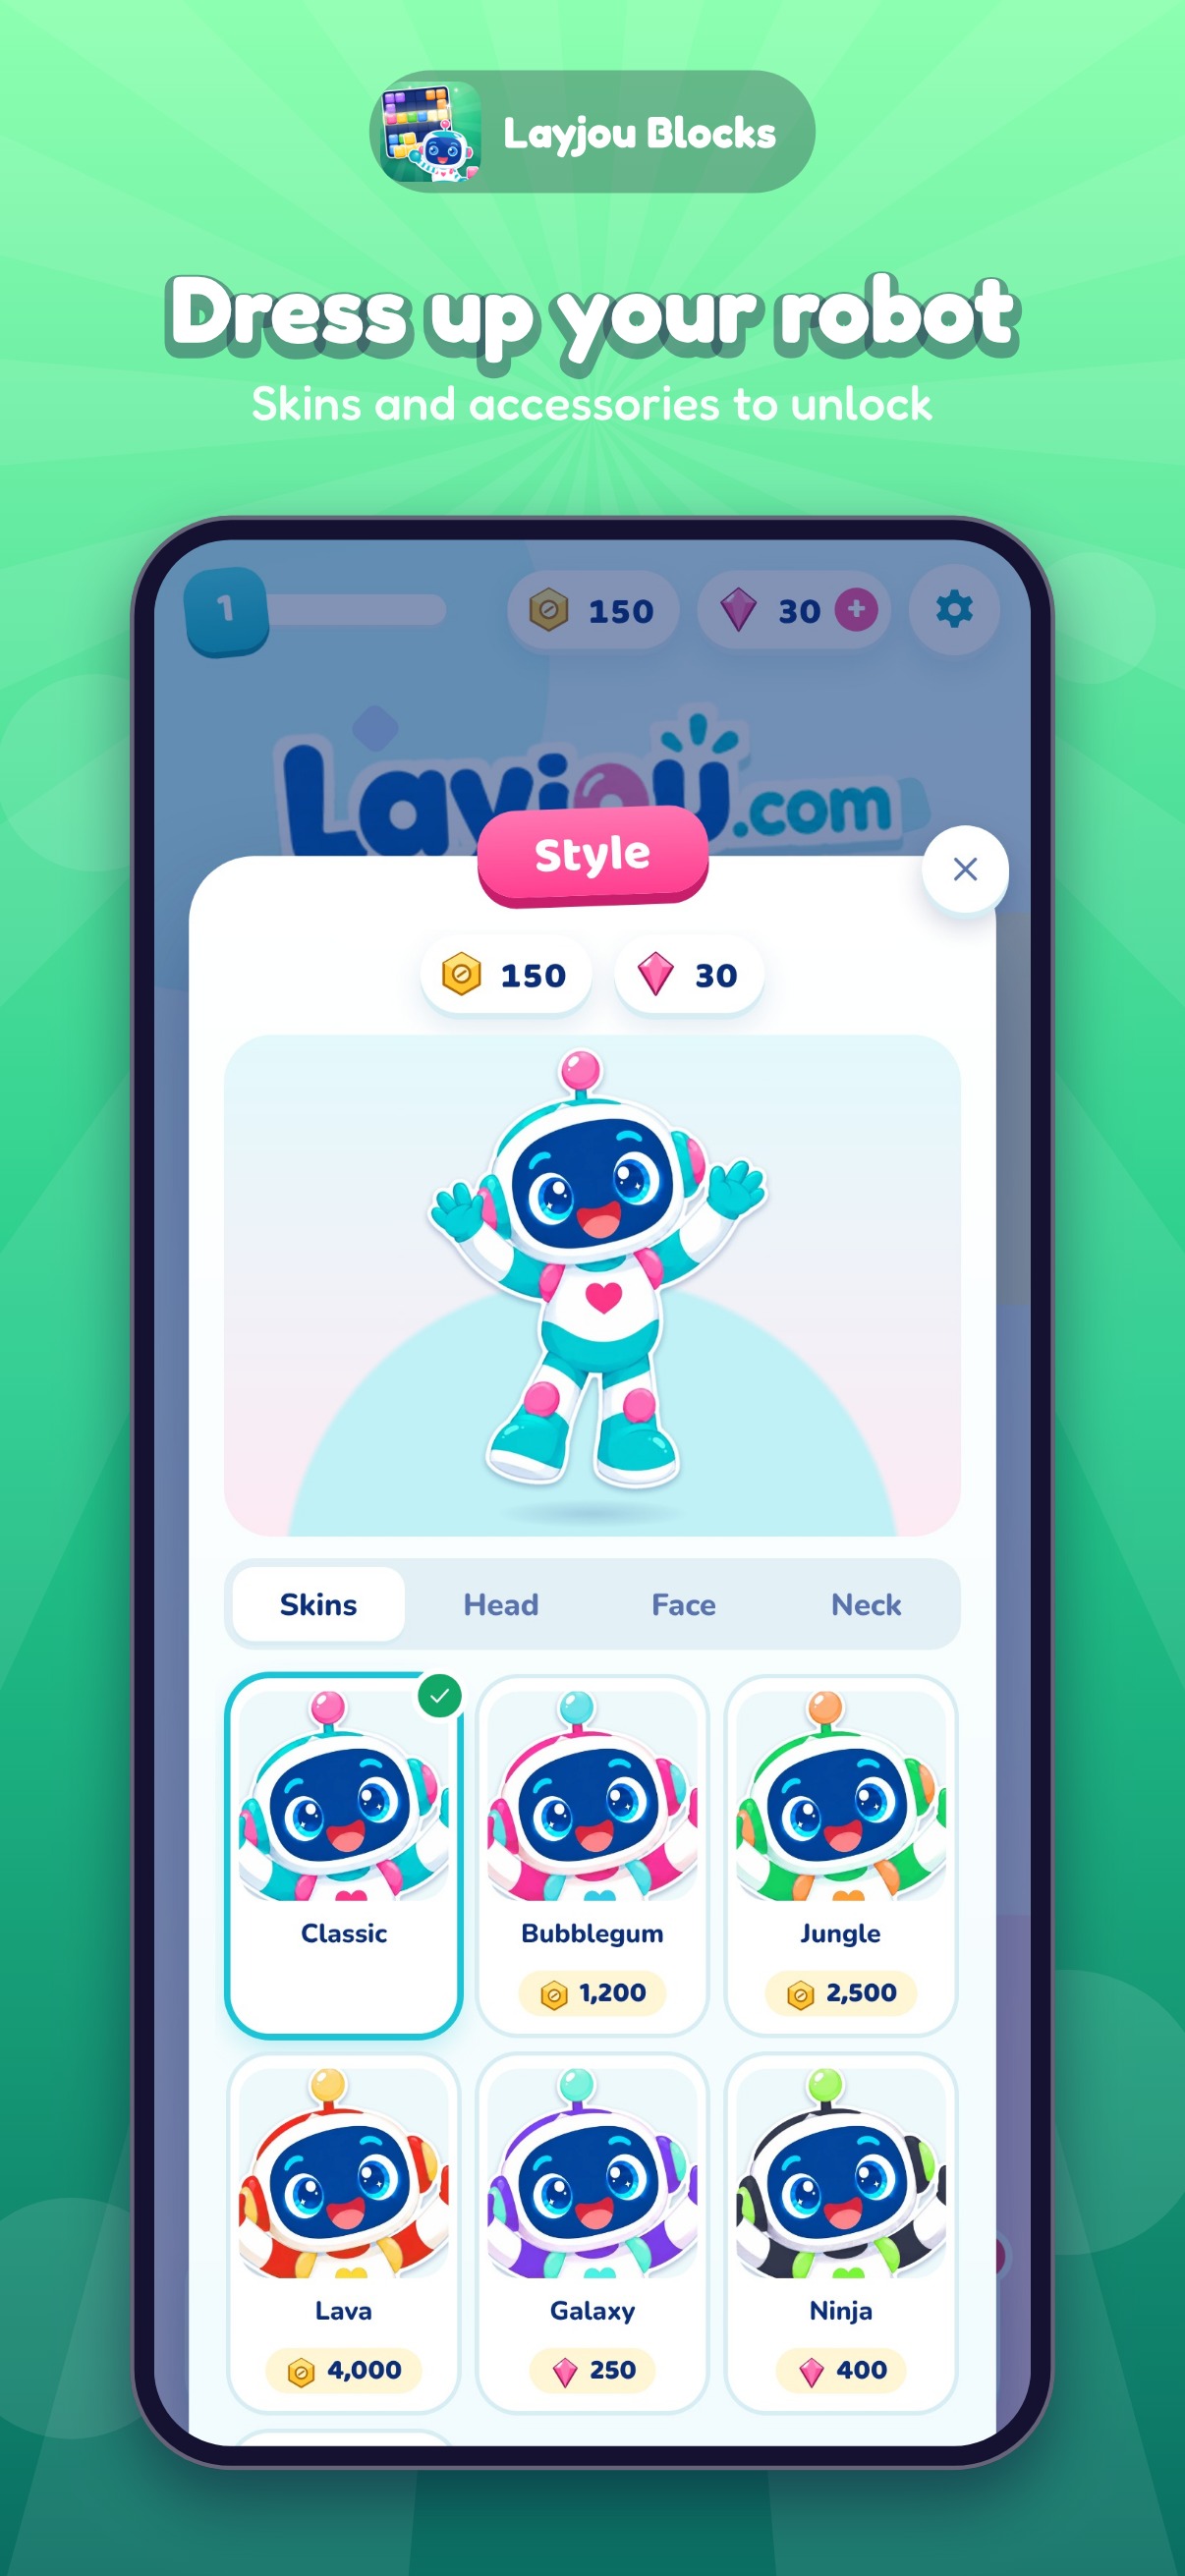 Layjou Blocks
Dress up your robot
Skins and accessories to unlock
1
150
30
Layjou.com
Style
150
30
Skins
Head
Face
Neck
Classic
Bubblegum
Jungle
1,200
2,500
Lava
Galaxy
Ninja
4,000
250
400